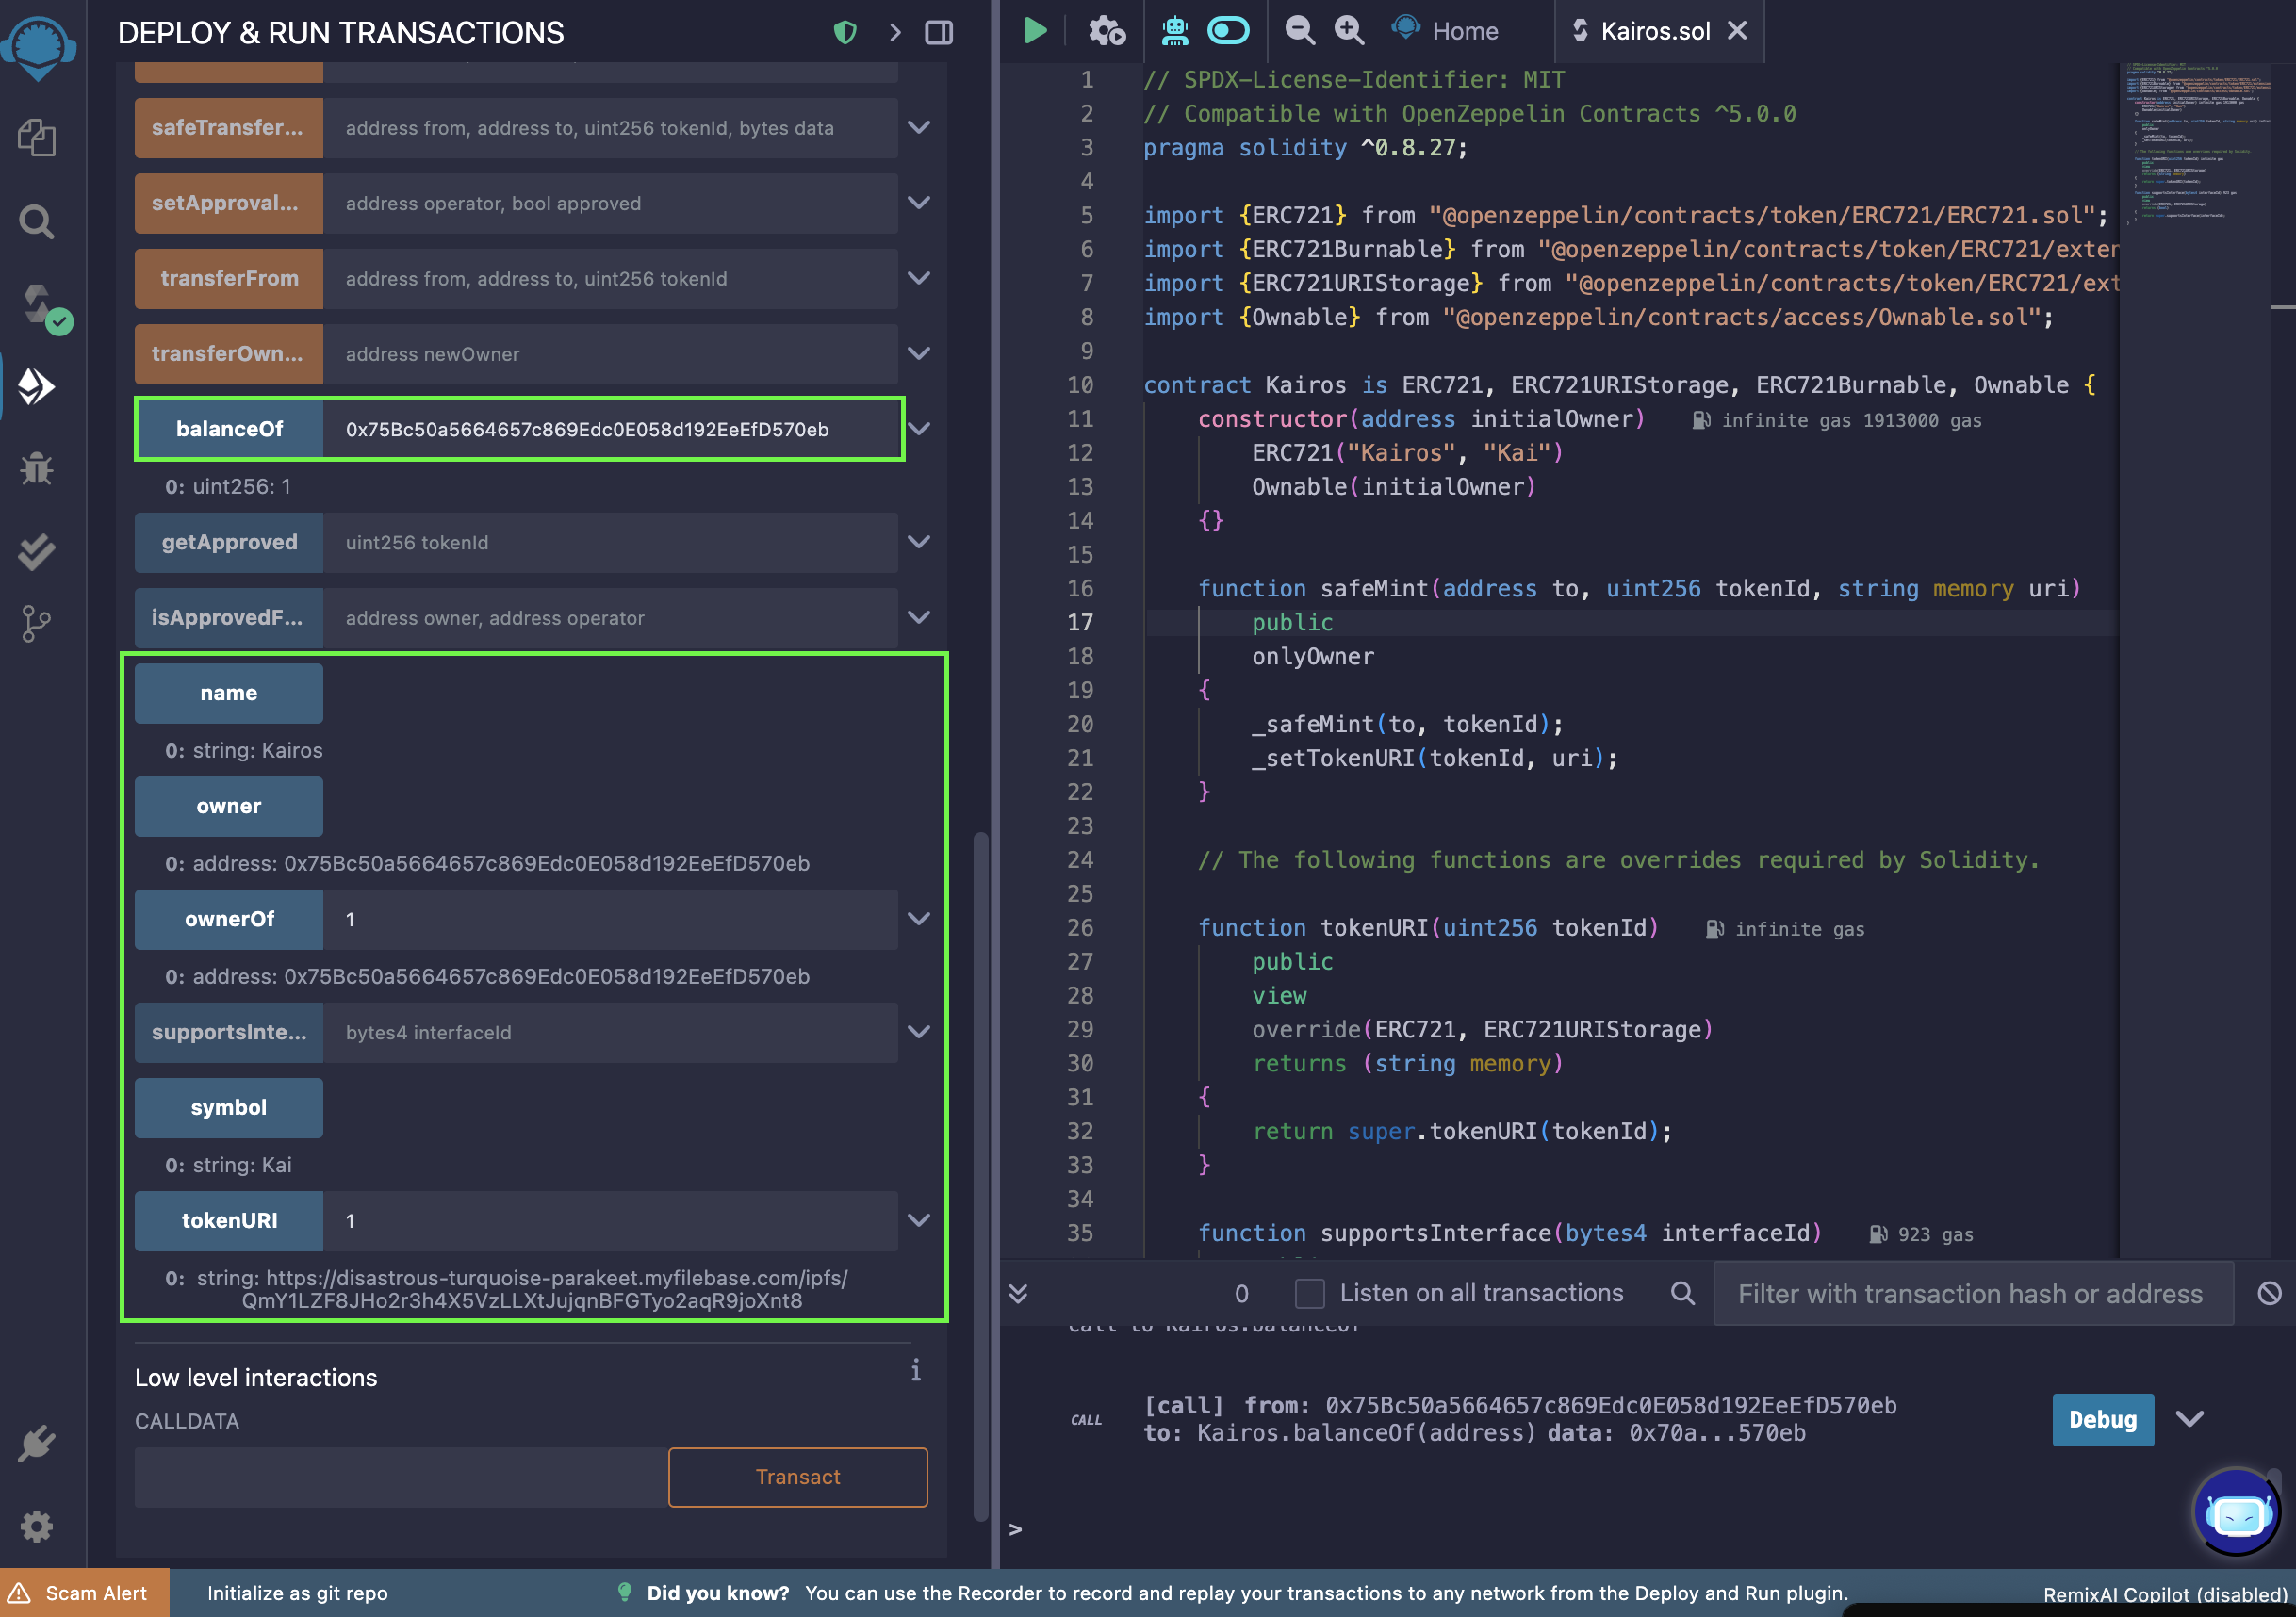 DEPLOY & RUN TRANSACTIONS
safeTransfer... address from, address to, uint256 tokenId, bytes data
setApproval... address operator, bool approved
transferFrom address from, address to, uint256 tokenId
transferOwn... address newOwner
balanceOf 0x75Bc50a5664657c869Edc0E058d192EeEfD570eb
0: uint256: 1
getApproved uint256 tokenId
isApprovedF... address owner, address operator
name
0: string: Kairos
owner
0: address: 0x75Bc50a5664657c869Edc0E058d192EeEfD570eb
ownerOf 1
0: address: 0x75Bc50a5664657c869Edc0E058d192EeEfD570eb
supportsInte... bytes4 interfaceId
symbol
0: string: Kai
tokenURI 1
0: string: https://disastrous-turquoise-parakeet.myfilebase.com/ipfs/
QmY1LZF8JHo2r3h4X5VzLLXtJujqnBFGTyo2aqR9joXnt8
Low level interactions
i
CALLDATA
Transact
Home
Kairos.sol
1 // SPDX-License-Identifier: MIT
2 // Compatible with OpenZeppelin Contracts ^5.0.0
3 pragma solidity ^0.8.27;
4
5 import {ERC721} from "@openzeppelin/contracts/token/ERC721/ERC721.sol";
6 import {ERC721Burnable} from "@openzeppelin/contracts/token/ERC721/exter
7 import {ERC721URIStorage} from "@openzeppelin/contracts/token/ERC721/ext
8 import {Ownable} from "@openzeppelin/contracts/access/Ownable.sol";
9
10 contract Kairos is ERC721, ERC721URIStorage, ERC721Burnable, Ownable {
11 constructor(address initialOwner) infinite gas 1913000 gas
12 ERC721("Kairos", "Kai")
13 Ownable(initialOwner)
14 {}
15
16 function safeMint(address to, uint256 tokenId, string memory uri)
17 public
18 onlyOwner
19 {
20 _safeMint(to, tokenId);
21 _setTokenURI(tokenId, uri);
22 }
23
24 // The following functions are overrides required by Solidity.
25
26 function tokenURI(uint256 tokenId) infinite gas
27 public
28 view
29 override(ERC721, ERC721URIStorage)
30 returns (string memory)
31 {
32 return super.tokenURI(tokenId);
33 }
34
35 function supportsInterface(bytes4 interfaceId) 923 gas
0 Listen on all transactions Filter with transaction hash or address
call to Kairos.balanceOf
CALL [call] from: 0x75Bc50a5664657c869Edc0E058d192EeEfD570eb
to: Kairos.balanceOf(address) data: 0x70a...570eb
Debug
>
Scam Alert Initialize as git repo Did you know? You can use the Recorder to record and replay your transactions to any network from the Deploy and Run plugin. RemixAI Copilot (disabled)